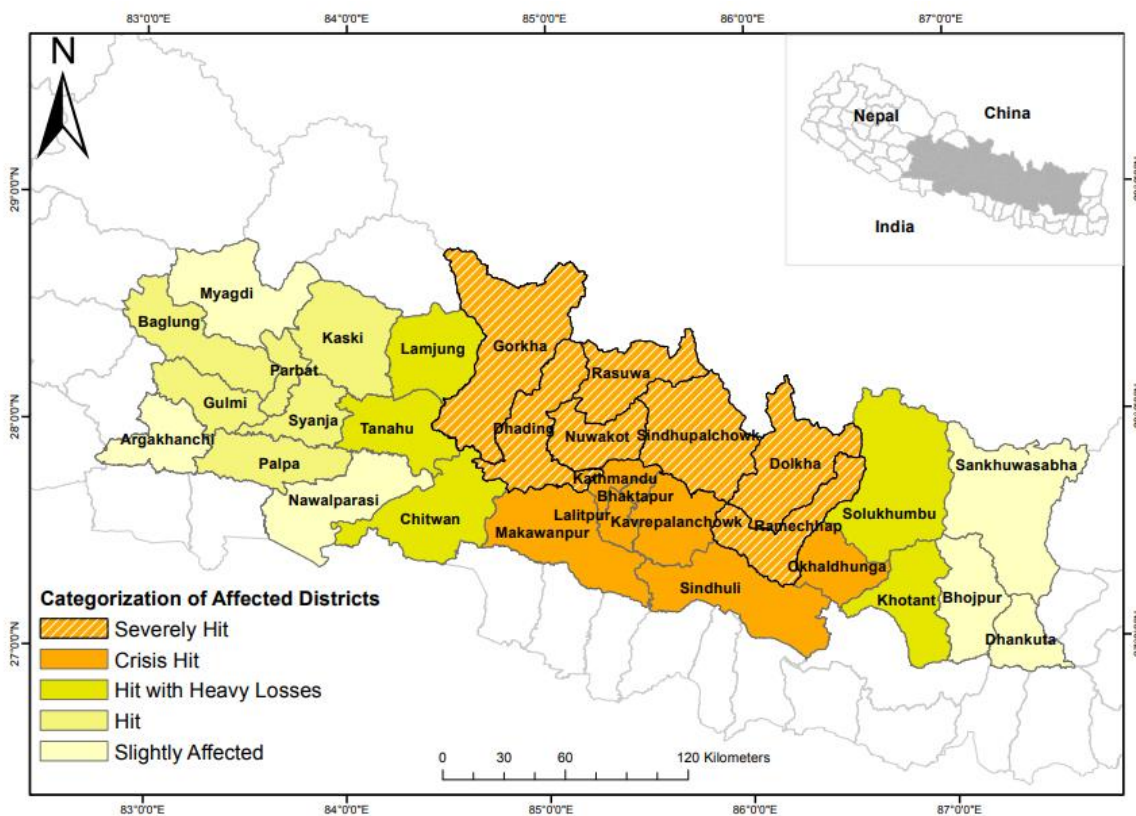 83°0'0"E 84°0'0"E 85°0'0"E 86°0'0"E 87°0'0"E
N
China
Nepal
India
29°0'0"N
28°0'0"N
27°0'0"N
Myagdi
Baglung
Kaski
Lamjung
Gorkha
Parbat
Rasuwa
Gulmi
Syanja
Tanahu
Dhading
Nuwakot
Sindhupalchowk
Argakhanchi
Palpa
Dolkha
Sankhuwasabha
Nawalparasi
Kathmandu
Bhaktapur
Chitwan
Lalitpur
Kavrepalanchowk
Makawanpur
Ramechhap
Solukhumbu
Okhaldhunga
Sindhuli
Khotant
Bhojpur
Dhankuta
Categorization of Affected Districts
Severely Hit
Crisis Hit
Hit with Heavy Losses
Hit
Slightly Affected
0 30 60 120 Kilometers
83°0'0"E 84°0'0"E 85°0'0"E 86°0'0"E 87°0'0"E